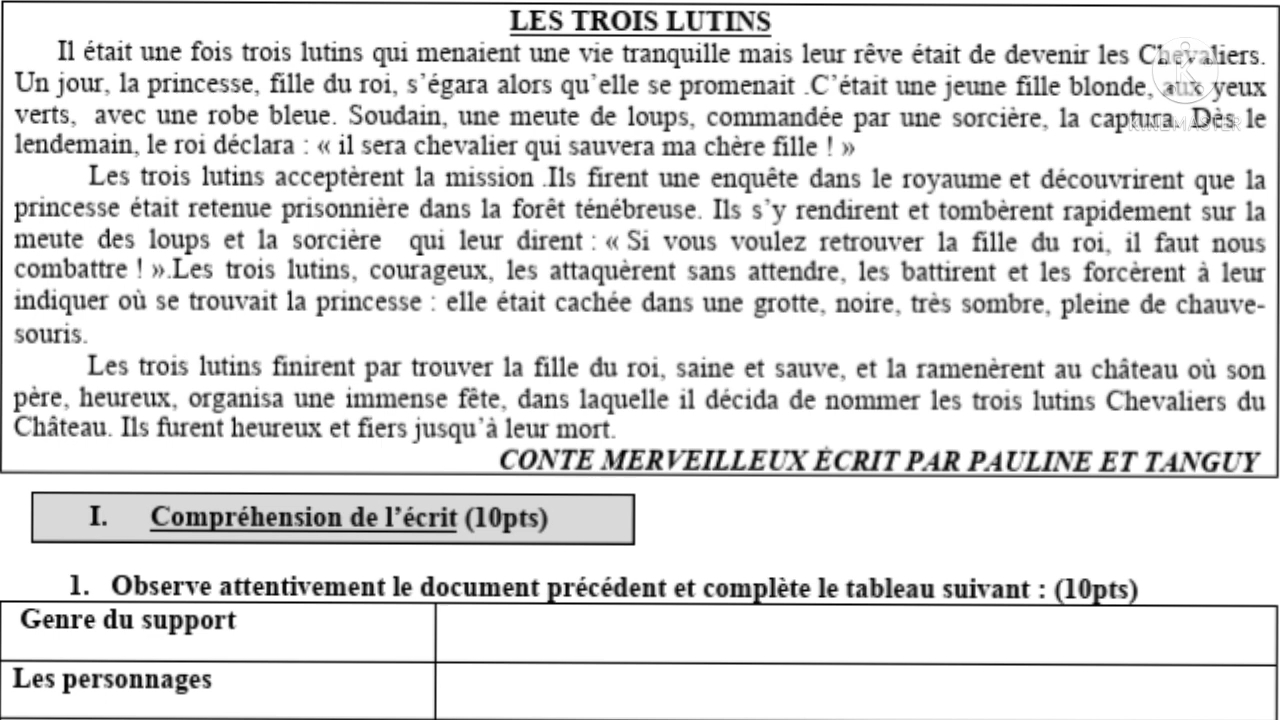 LES TROIS LUTINS
Il était une fois trois lutins qui menaient une vie tranquille mais leur rêve était de devenir les Chevaliers.
Un jour, la princesse, fille du roi, s’égara alors qu’elle se promenait .C’était une jeune fille blonde, aux yeux
verts, avec une robe bleue. Soudain, une meute de loups, commandée par une sorcière, la captura. Dès le
lendemain, le roi déclara : « il sera chevalier qui sauvera ma chère fille ! »
Les trois lutins acceptèrent la mission .Ils firent une enquête dans le royaume et découvrirent que la
princesse était retenue prisonnière dans la forêt ténébreuse. Ils s’y rendirent et tombèrent rapidement sur la
meute des loups et la sorcière qui leur dirent : « Si vous voulez retrouver la fille du roi, il faut nous
combattre ! ».Les trois lutins, courageux, les attaquèrent sans attendre, les battirent et les forcèrent à leur
indiquer où se trouvait la princesse : elle était cachée dans une grotte, noire, très sombre, pleine de chauve-
souris.
Les trois lutins finirent par trouver la fille du roi, saine et sauve, et la ramenèrent au château où son
père, heureux, organisa une immense fête, dans laquelle il décida de nommer les trois lutins Chevaliers du
Château. Ils furent heureux et fiers jusqu’à leur mort.
CONTE MERVEILLEUX ÉCRIT PAR PAULINE ET TANGUY
I. Compréhension de l’écrit (10pts)
1. Observe attentivement le document précédent et complète le tableau suivant : (10pts)
Genre du support
Les personnages
K
KINEMASTER